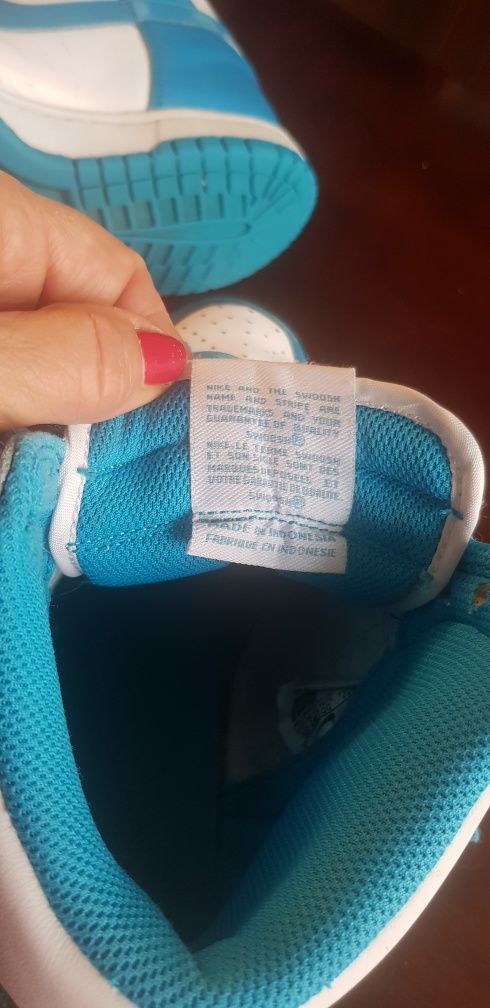 NIKE AND THE SWOOSH
NAME AND STRIPE ARE
TRADEMARKS AND YOUR
GUARANTEE OF QUALITY
SWOOSH®
NIKE-LE TERME SWOOSH
ET SON SIGLE SONT DES
MARQUES DEPOSEES ET
VOTRE GARANTIE DE QUALITE
SWOOSH®
MADE IN INDONESIA
FABRIQUE EN INDONESIE